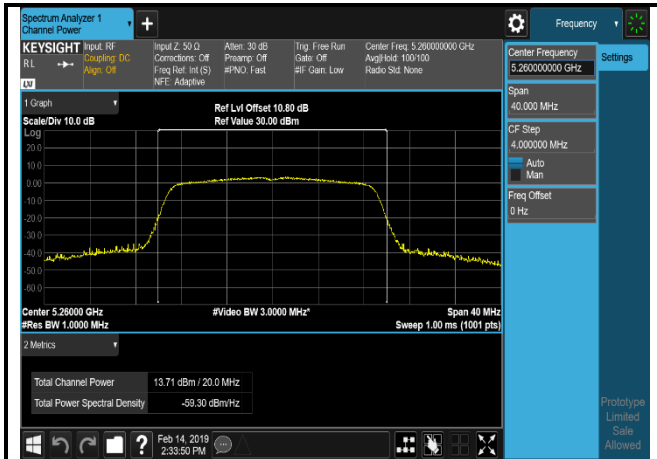 Spectrum Analyzer 1
Channel Power
+
Frequency
KEYSIGHT
RL
LXI
Input: RF
Coupling: DC
Align: Off
Input Z: 50 Ω
Corrections: Off
Freq Ref: Int (S)
NFE: Adaptive
Atten: 30 dB
Preamp: Off
#PNO: Fast
Trig: Free Run
Gate: Off
#IF Gain: Low
Center Freq: 5.260000000 GHz
Avg|Hold: 100/100
Radio Std: None
Center Frequency
5.260000000 GHz
Settings
Span
40.000 MHz
CF Step
4.000000 MHz
Auto
Man
Freq Offset
0 Hz
1 Graph
Scale/Div 10.0 dB
Ref Lvl Offset 10.80 dB
Ref Value 30.00 dBm
Log
20.0
10.0
0.00
-10.0
-20.0
-30.0
-40.0
-50.0
-60.0
Center 5.26000 GHz
#Res BW 1.0000 MHz
#Video BW 3.0000 MHz*
Span 40 MHz
Sweep 1.00 ms (1001 pts)
2 Metrics
Total Channel Power 13.71 dBm / 20.0 MHz
Total Power Spectral Density -59.30 dBm/Hz
Prototype
Limited
Sale
Allowed
?
Feb 14, 2019
2:33:50 PM